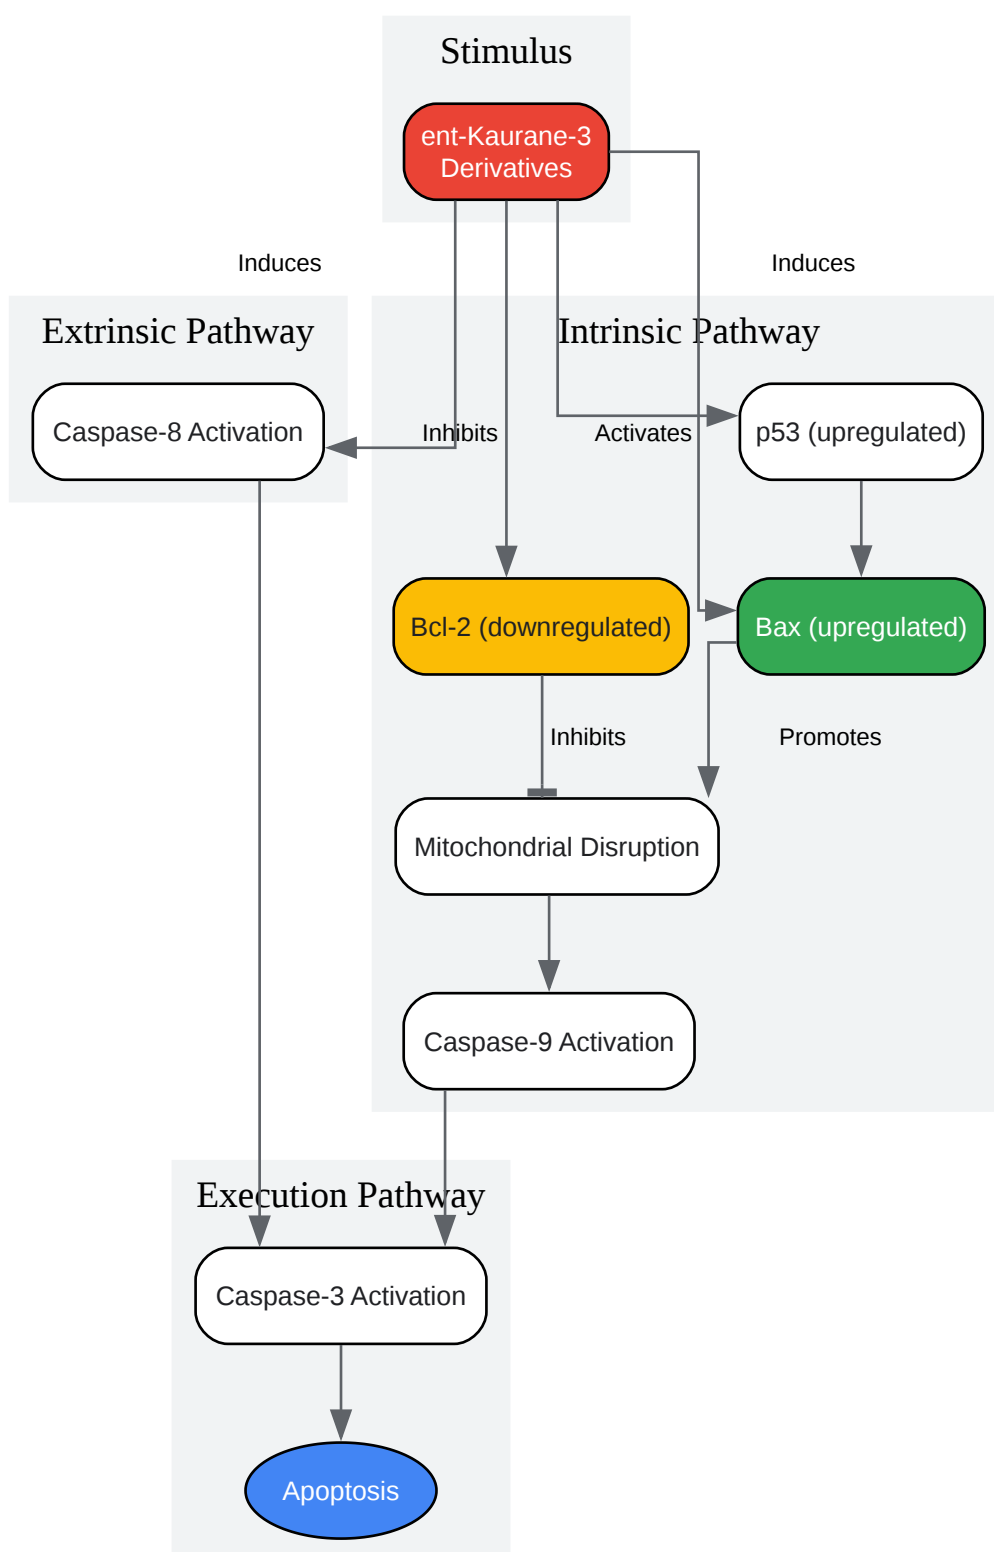 Stimulus
ent-Kaurane-3
Derivatives
Induces
Induces
Extrinsic Pathway
Intrinsic Pathway
Caspase-8 Activation
Inhibits
Activates
p53 (upregulated)
Bcl-2 (downregulated)
Bax (upregulated)
Inhibits
Promotes
Mitochondrial Disruption
Caspase-9 Activation
Execution Pathway
Caspase-3 Activation
Apoptosis